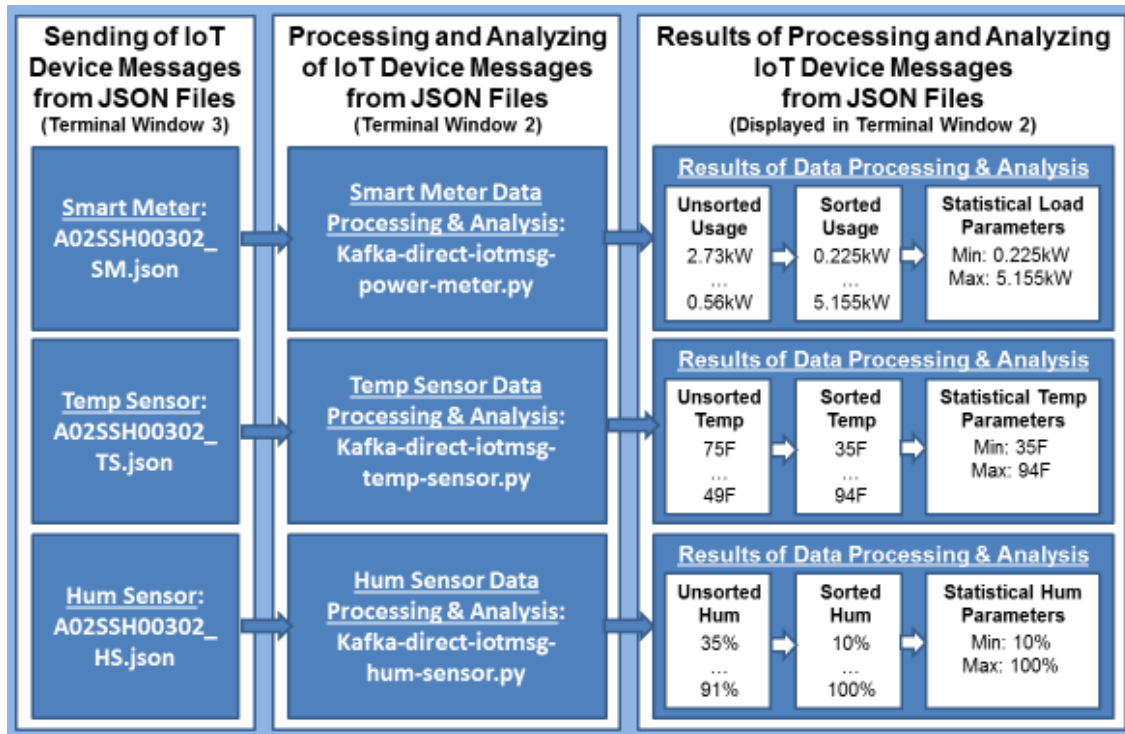 Sending of IoT
Device Messages
from JSON Files
(Terminal Window 3)
Smart Meter:
A02SSH00302_
SM.json
Temp Sensor:
A02SSH00302_
TS.json
Hum Sensor:
A02SSH00302_
HS.json
Processing and Analyzing
of IoT Device Messages
from JSON Files
(Terminal Window 2)
Smart Meter Data
Processing & Analysis:
Kafka-direct-iotmsg-
power-meter.py
Temp Sensor Data
Processing & Analysis:
Kafka-direct-iotmsg-
temp-sensor.py
Hum Sensor Data
Processing & Analysis:
Kafka-direct-iotmsg-
hum-sensor.py
Results of Processing and Analyzing
IoT Device Messages
from JSON Files
(Displayed in Terminal Window 2)
Results of Data Processing & Analysis
Unsorted
Usage
2.73kW
...
0.56kW
Sorted
Usage
0.225kW
...
5.155kW
Statistical Load
Parameters
Min: 0.225kW
Max: 5.155kW
Results of Data Processing & Analysis
Unsorted
Temp
75F
...
49F
Sorted
Temp
35F
...
94F
Statistical Temp
Parameters
Min: 35F
Max: 94F
Results of Data Processing & Analysis
Unsorted
Hum
35%
...
91%
Sorted
Hum
10%
...
100%
Statistical Hum
Parameters
Min: 10%
Max: 100%